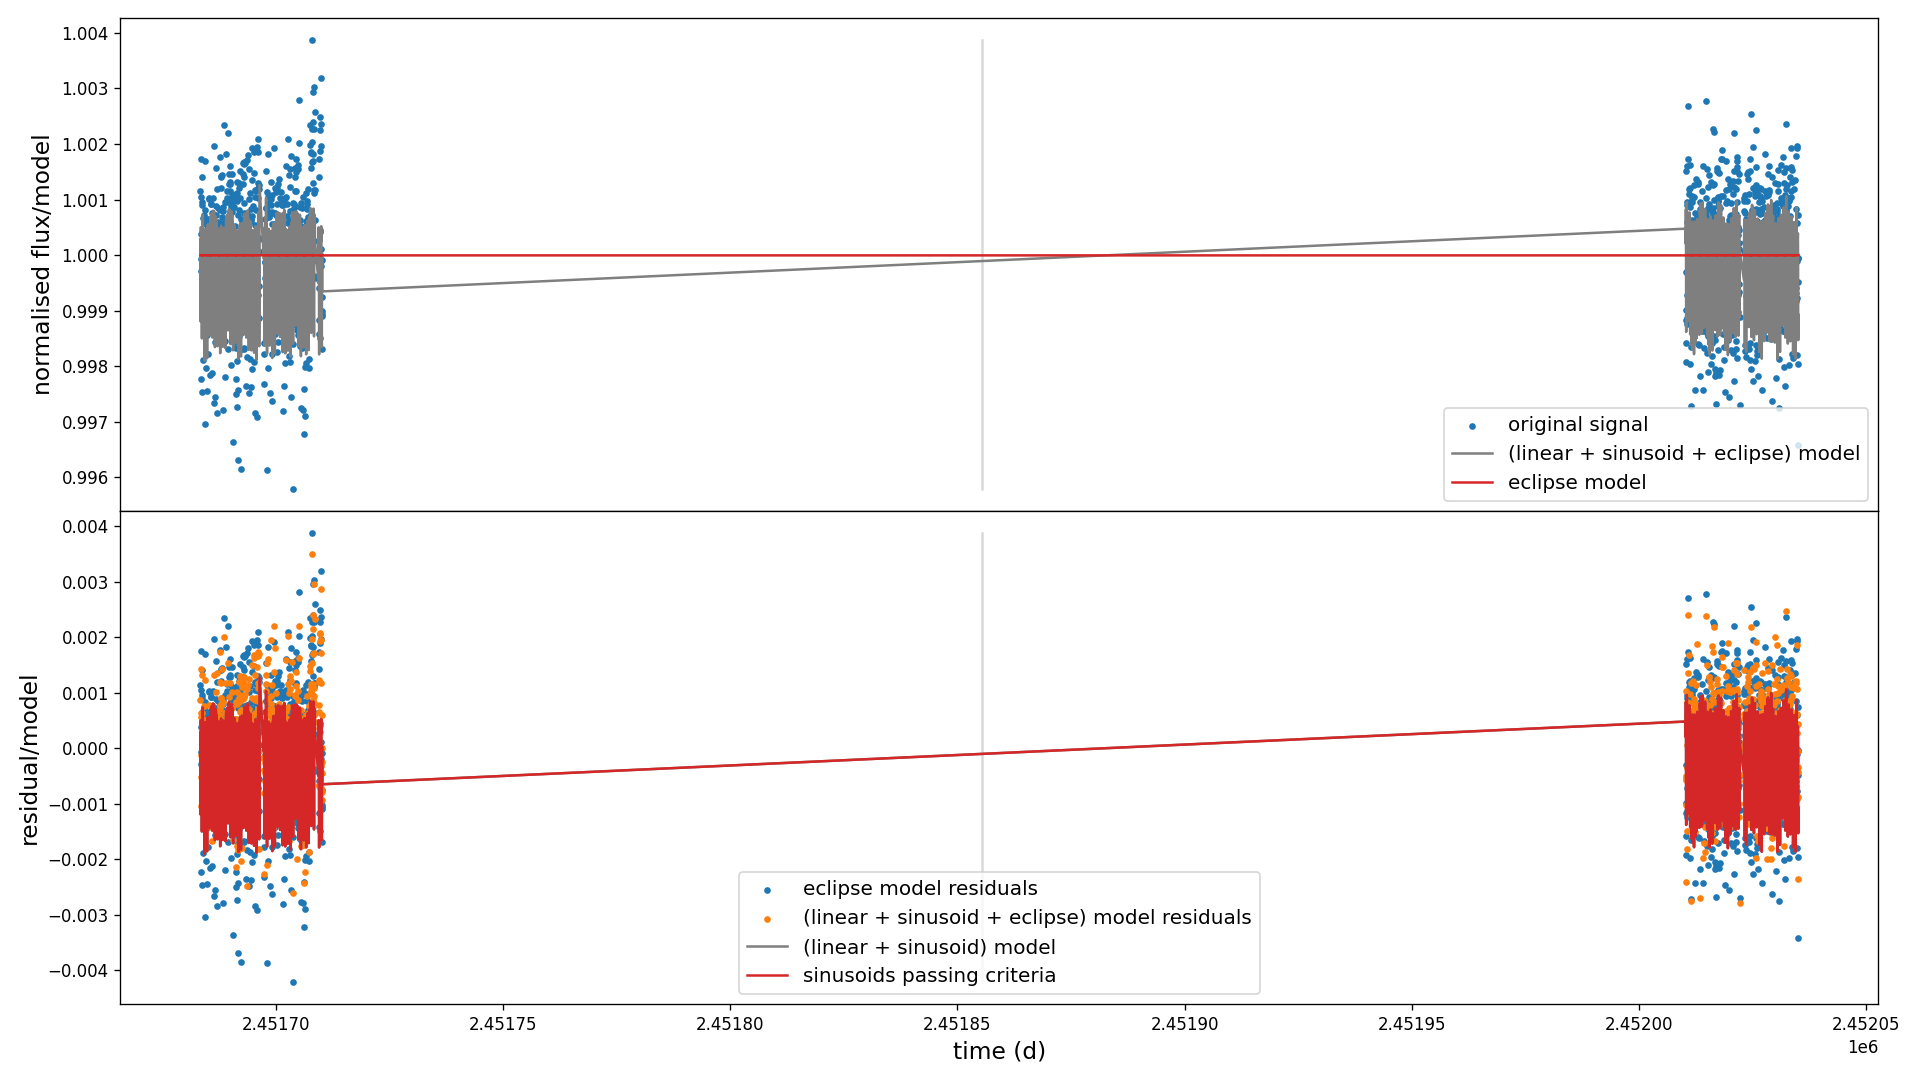 1.004
1.003
1.002
1.001
1.000
0.999
0.998
0.997
0.996
normalised flux/model
original signal
(linear + sinusoid + eclipse) model
eclipse model
0.004
0.003
0.002
0.001
0.000
−0.001
−0.002
−0.003
−0.004
residual/model
eclipse model residuals
(linear + sinusoid + eclipse) model residuals
(linear + sinusoid) model
sinusoids passing criteria
2.45170 2.45175 2.45180 2.45185 2.45190 2.45195 2.45200 2.45205
1e6
time (d)